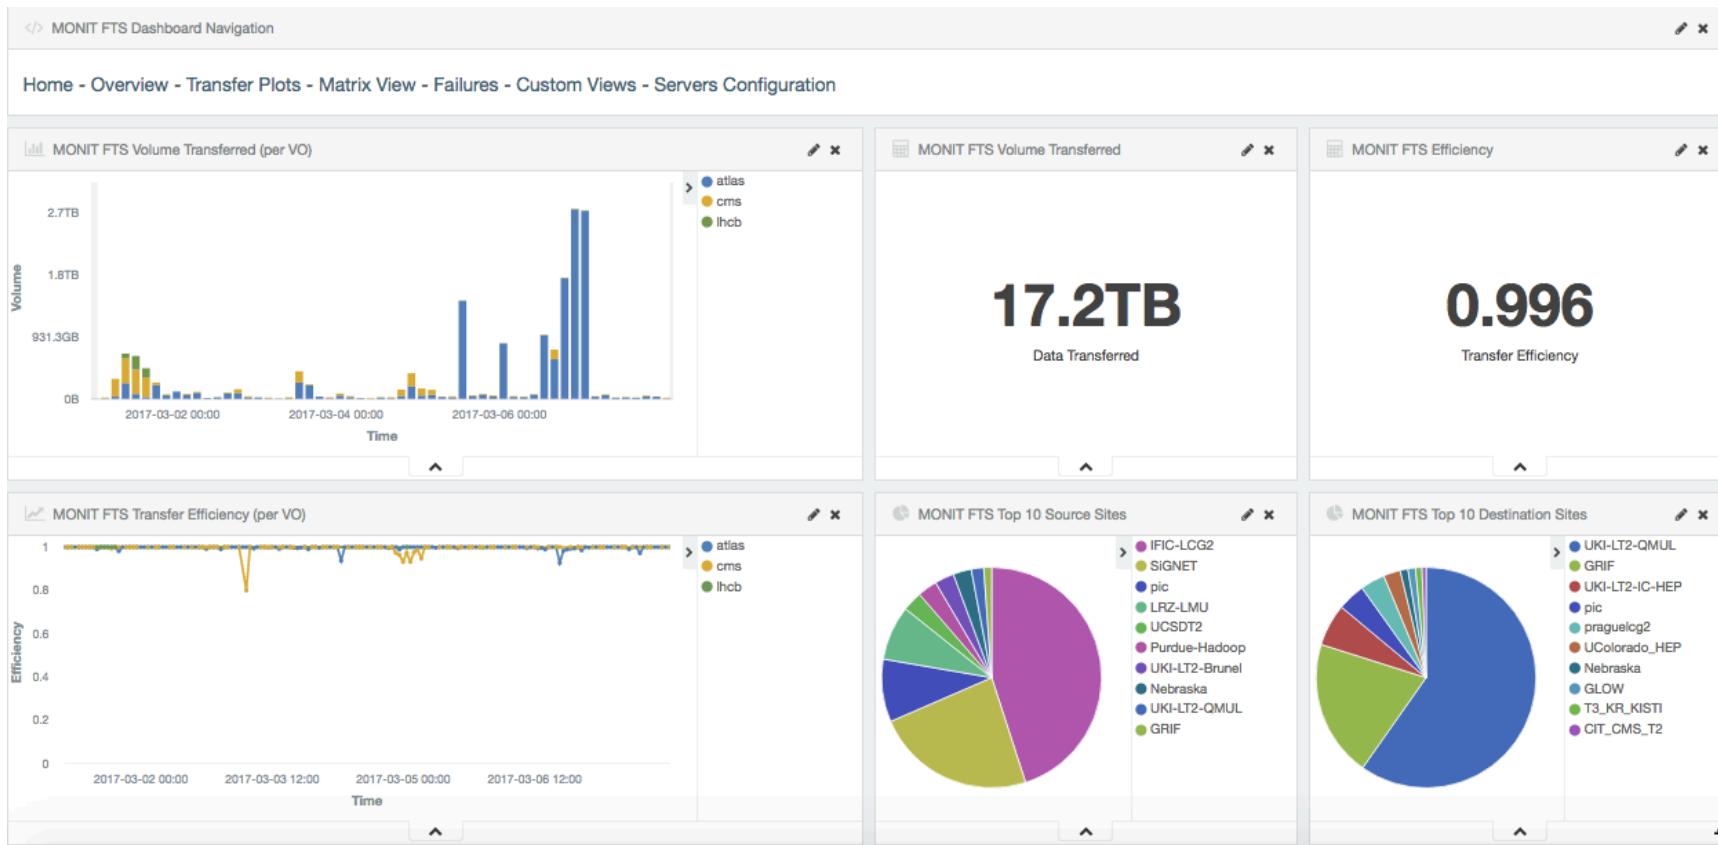 MONIT FTS Dashboard Navigation
Home - Overview - Transfer Plots - Matrix View - Failures - Custom Views - Servers Configuration
MONIT FTS Volume Transferred (per VO)
2.7TB
1.8TB
931.3GB
0B
Volume
2017-03-02 00:00
2017-03-04 00:00
2017-03-06 00:00
Time
atlas
cms
lhcb
MONIT FTS Volume Transferred
17.2TB
Data Transferred
MONIT FTS Efficiency
0.996
Transfer Efficiency
MONIT FTS Transfer Efficiency (per VO)
1
0.8
0.6
0.4
0.2
0
Efficiency
2017-03-02 00:00
2017-03-03 12:00
2017-03-05 00:00
2017-03-06 12:00
Time
atlas
cms
lhcb
MONIT FTS Top 10 Source Sites
IFIC-LCG2
SiGNET
pic
LRZ-LMU
UCSDT2
Purdue-Hadoop
UKI-LT2-Brunel
Nebraska
UKI-LT2-QMUL
GRIF
MONIT FTS Top 10 Destination Sites
UKI-LT2-QMUL
GRIF
UKI-LT2-IC-HEP
pic
praguelcg2
UColorado_HEP
Nebraska
GLOW
T3_KR_KISTI
CIT_CMS_T2